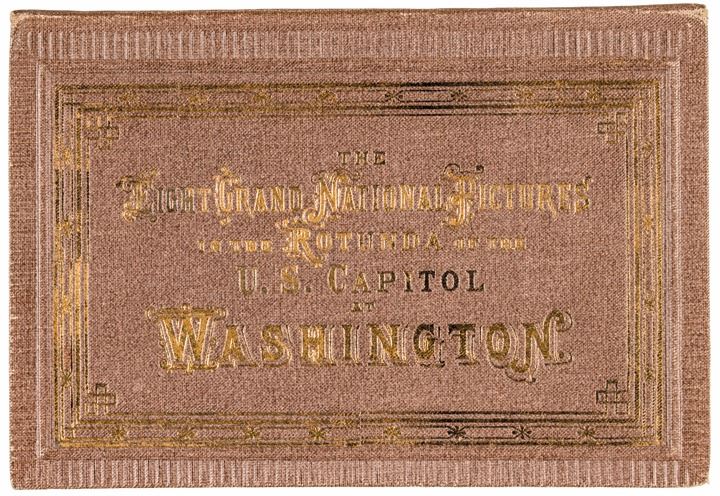 THE
EIGHT GRAND NATIONAL PICTURES
IN THE ROTUNDA OF THE
U. S. CAPITOL
AT
WASHINGTON.